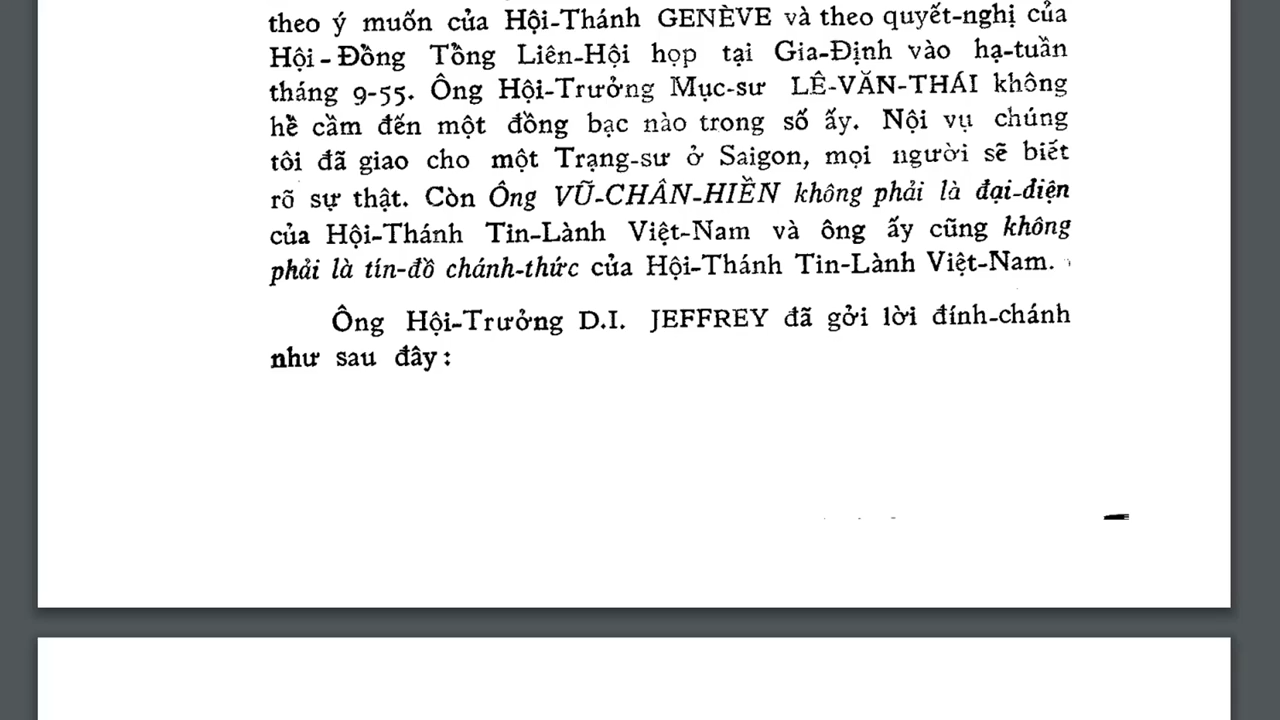 theo ý muốn của Hội-Thánh GENÈVE và theo quyết-nghị của
Hội-Đồng Tổng Liên-Hội họp tại Gia-Định vào hạ-tuần
tháng 9-55. Ông Hội-Trưởng Mục-sư LÊ-VĂN-THÁI không
hề cầm đến một đồng bạc nào trong số ấy. Nội vụ chúng
tôi đã giao cho một Trạng-sư ở Saigon, mọi người sẽ biết
rõ sự thật. Còn Ông VŨ-CHÂN-HIỀN không phải là đại-diện
của Hội-Thánh Tin-Lành Việt-Nam và ông ấy cũng không
phải là tín-đồ chánh-thức của Hội-Thánh Tin-Lành Việt-Nam.
Ông Hội-Trưởng D.I. JEFFREY đã gởi lời đính-chánh
như sau đây :